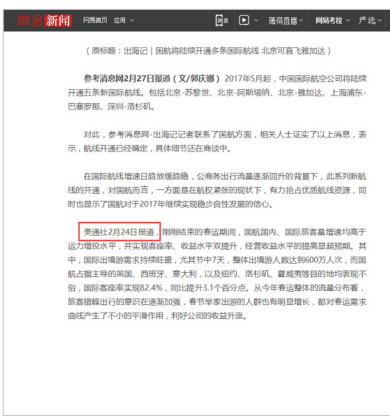 网易 新闻 网易首页 应用
严选
（原标题：出海记｜国航将陆续开通多条国际航线 北京可直飞雅加达）
参考消息网2月27日报道（文/郭庆娜）2017年5月起，中国国际航空公司将陆续
开通五条新国际航线。包括北京-苏黎世、北京-阿斯塔纳、北京-雅加达、上海浦东-
巴塞罗那、深圳-洛杉矶。
对此，参考消息网-出海记记者联系了国航方面，相关人士证实了以上消息，表
示，航线开通已经确定，具体细节还在商谈中。
在国际航线增速日趋放缓趋稳，公商务出行流量逐渐回升的背景下，此系列新航
线的开通，对国航而言，一方面是在航权紧张的现状下，有力抢占优质航线资源，同
时也显示了国航对于2017年继续实现稳步良性发展的信心。
美通社2月24日报道，刚刚结束的春运期间，国航国内、国际旅客量增速均高于
运力增投水平，并实现客座率、收益水平双提升，经营收益水平的提高显超预期。其
中，国际出境游需求持续旺盛，尤其节中7天，整体出境游人数达到600万人次，而国
航占据主导的英国、西班牙、意大利，以及纽约、洛杉矶、夏威夷等目的地均表现不
俗，国际客座率实现82.4%，同比提升3.1个百分点。从今年春运整体的流量分布看，
旅客错峰出行的意识在逐渐加强，春节举家出游的人群也有明显增长，都对春运需求
曲线产生了不小的平滑作用，利好公司的收益升涨。